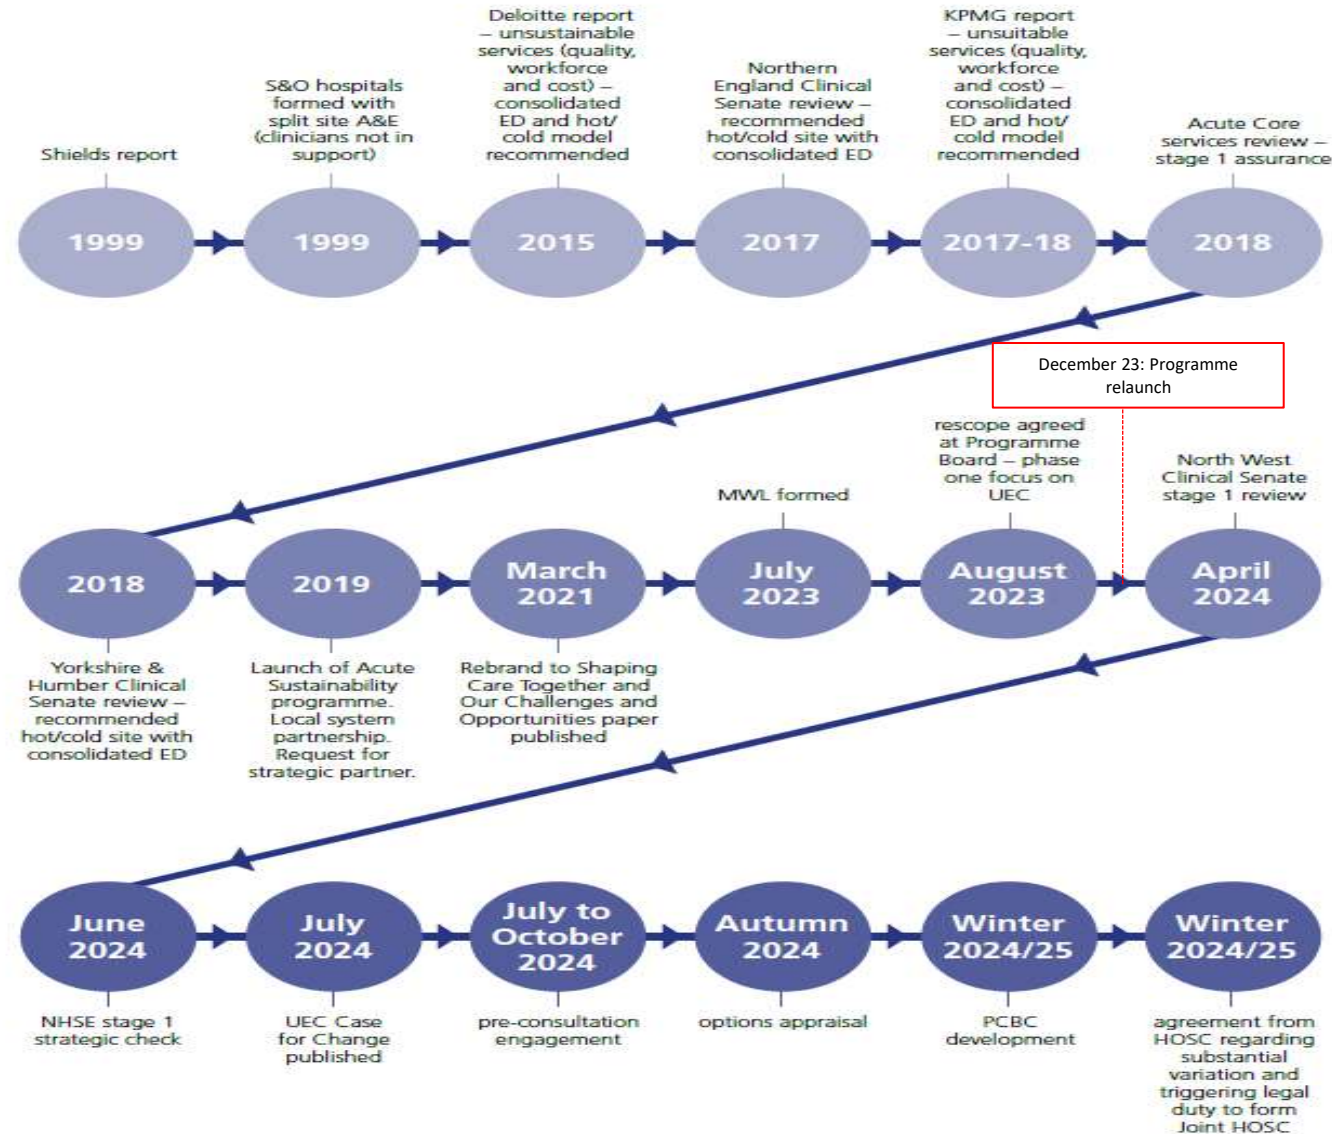 Shields report
S&O hospitals
formed with
split site A&E
(clinicians not in
support)
Deloitte report
– unsustainable
services (quality,
workforce
and cost) –
consolidated
ED and hot/
cold model
recommended
Northern
England Clinical
Senate review –
recommended
hot/cold site with
consolidated ED
KPMG report
– unsuitable
services (quality,
workforce
and cost) –
consolidated
ED and hot/
cold model
recommended
Acute Core
services review –
stage 1 assurance
1999
1999
2015
2017
2017-18
2018
December 23: Programme
relaunch
MWL formed
rescope agreed
at Programme
Board – phase
one focus on
UEC
North West
Clinical Senate
stage 1 review
2018
2019
March
2021
July
2023
August
2023
April
2024
Yorkshire &
Humber Clinical
Senate review –
recommended
hot/cold site with
consolidated ED
Launch of Acute
Sustainability
programme.
Local system
partnership.
Request for
strategic partner.
Rebrand to Shaping
Care Together and
Our Challenges and
Opportunities paper
published
June
2024
July
2024
July to
October
2024
Autumn
2024
Winter
2024/25
Winter
2024/25
NHSE stage 1
strategic check
UEC Case
for Change
published
pre-consultation
engagement
options appraisal
PCBC
development
agreement from
HOSC regarding
substantial
variation and
triggering legal
duty to form
Joint HOSC